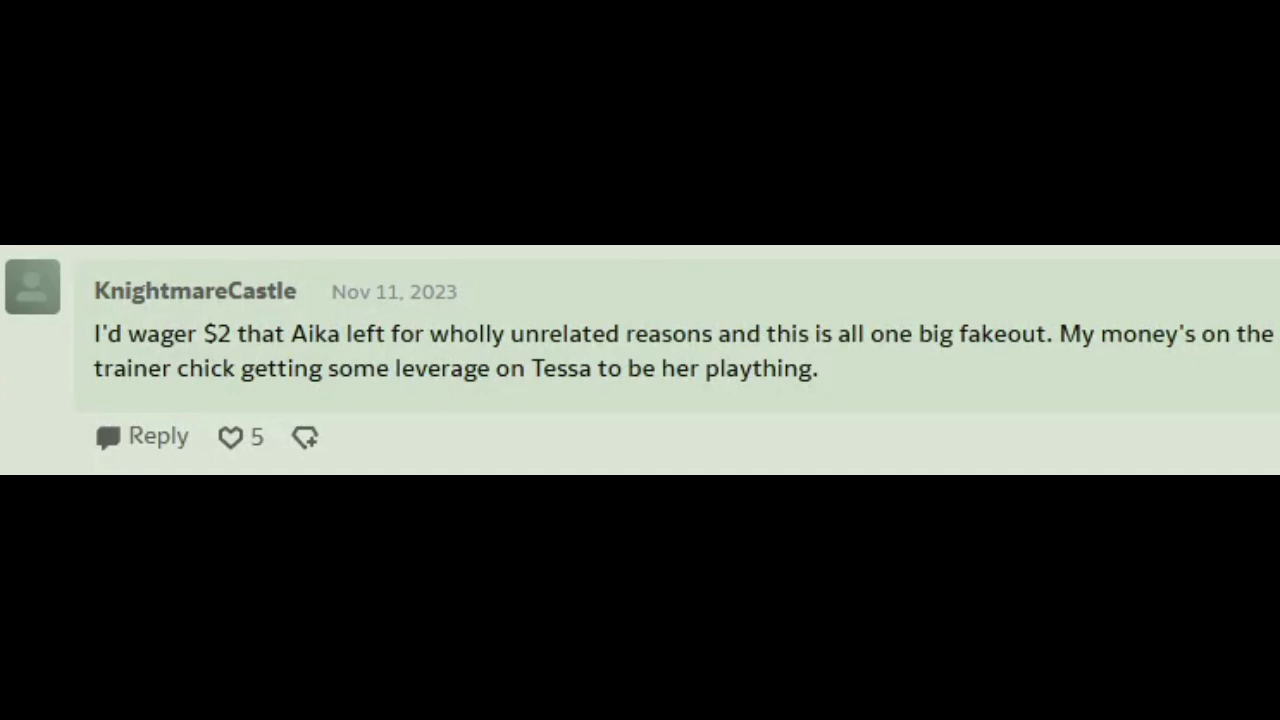 KnightmareCastle Nov 11, 2023
I'd wager $2 that Aika left for wholly unrelated reasons and this is all one big fakeout. My money's on the
trainer chick getting some leverage on Tessa to be her plaything.
Reply 5